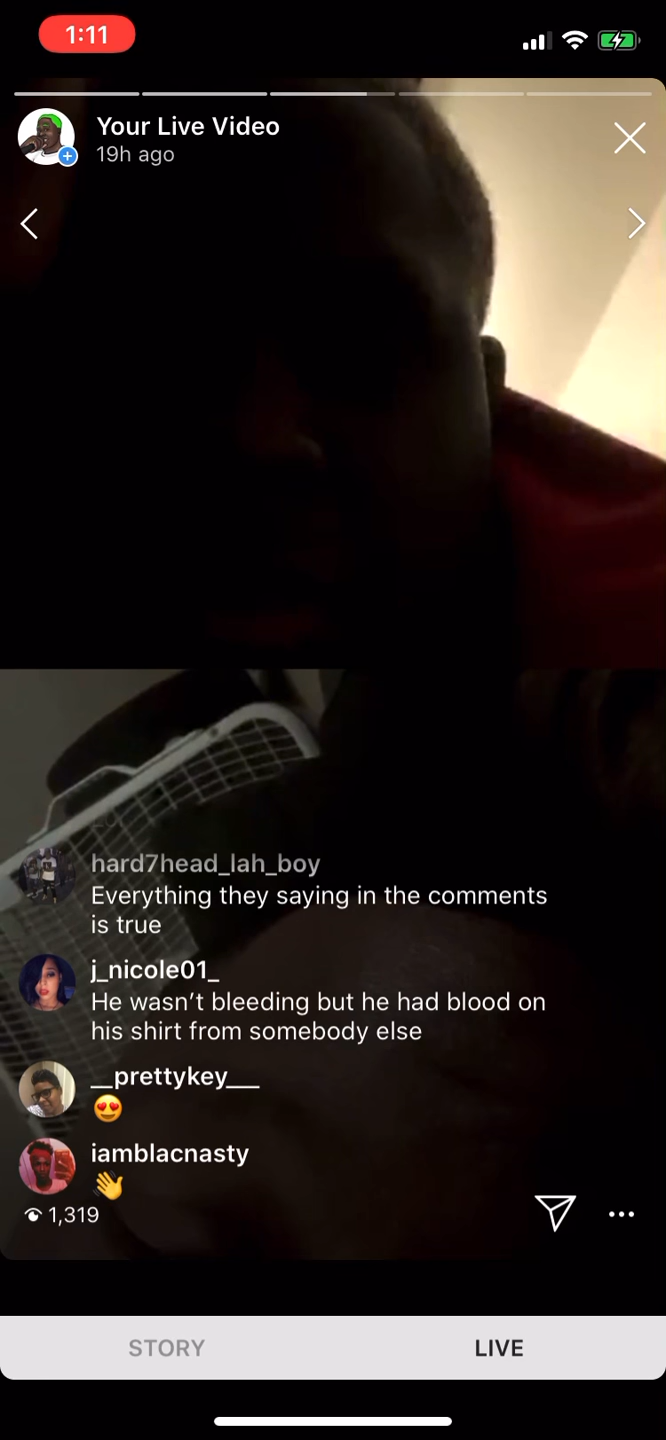 1:11
Your Live Video
19h ago
hard7head_lah_boy
Everything they saying in the comments
is true
j_nicole01_
He wasn’t bleeding but he had blood on
his shirt from somebody else
__prettykey___
😍
iamblacnasty
👋
1,319
STORY LIVE